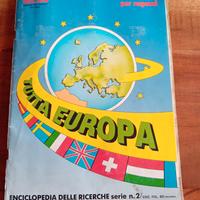 per ragazzi
TUTTA EUROPA
ENCICLOPEDIA DELLE RICERCHE serie n.2/